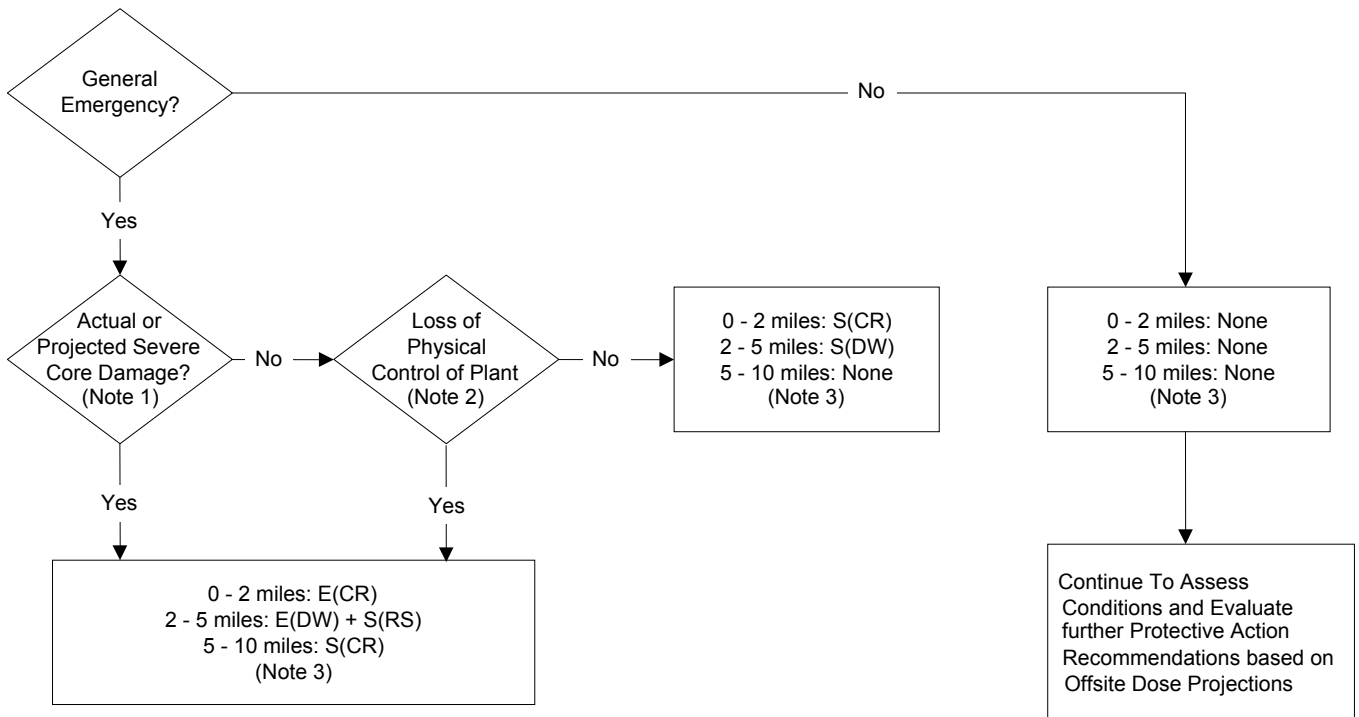 General
Emergency?
No
Yes
Actual or
Projected Severe
Core Damage?
(Note 1)
No
Loss of
Physical
Control of Plant
(Note 2)
No
0 - 2 miles: S(CR)
2 - 5 miles: S(DW)
5 - 10 miles: None
(Note 3)
0 - 2 miles: None
2 - 5 miles: None
5 - 10 miles: None
(Note 3)
Yes
Yes
0 - 2 miles: E(CR)
2 - 5 miles: E(DW) + S(RS)
5 - 10 miles: S(CR)
(Note 3)
Continue To Assess
Conditions and Evaluate
further Protective Action
Recommendations based on
Offsite Dose Projections